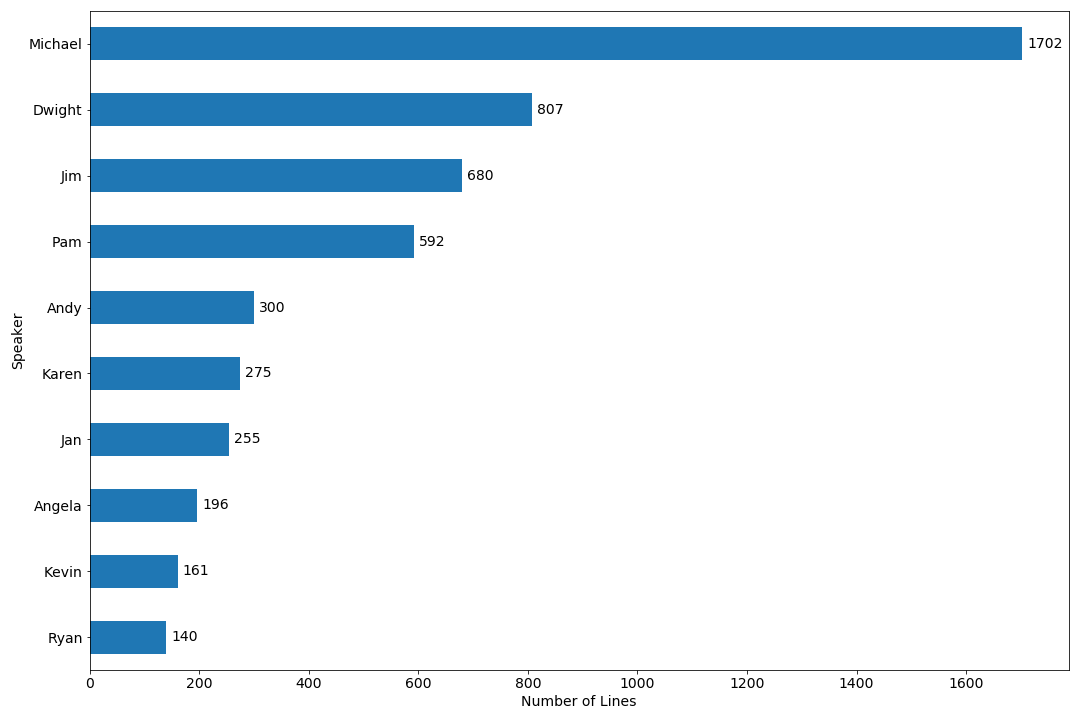 Michael 1702
Dwight 807
Jim 680
Pam 592
Andy 300
Speaker
Karen 275
Jan 255
Angela 196
Kevin 161
Ryan 140
0 200 400 600 800 1000 1200 1400 1600
Number of Lines